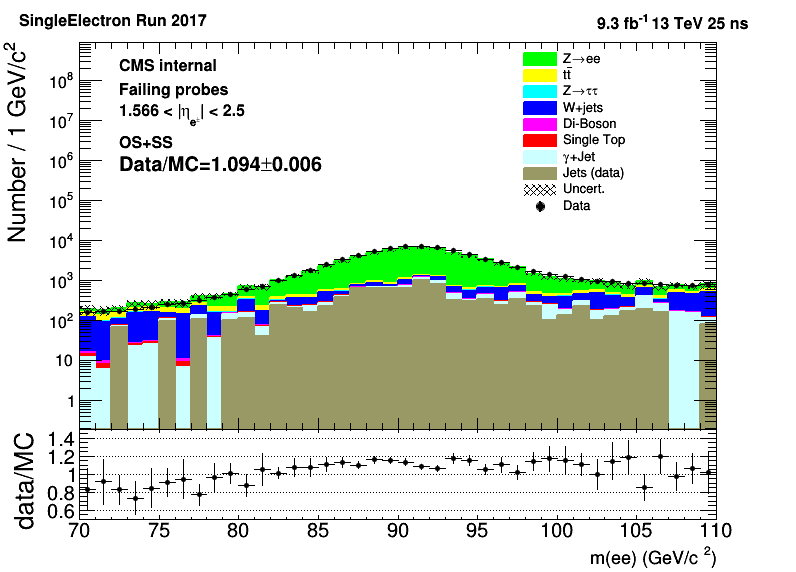 SingleElectron Run 2017
9.3 fb⁻¹ 13 TeV 25 ns
Number / 1 GeV/c²
CMS internal
Failing probes
1.566 < |η_e±| < 2.5
OS+SS
Data/MC=1.094±0.006
Z→ee
tt̄
Z→ττ
W+jets
Di-Boson
Single Top
γ+Jet
Jets (data)
Uncert.
Data
10⁸
10⁷
10⁶
10⁵
10⁴
10³
10²
10
1
data/MC
1.4
1.2
1.0
0.8
0.6
70 75 80 85 90 95 100 105 110
m(ee) (GeV/c ²)